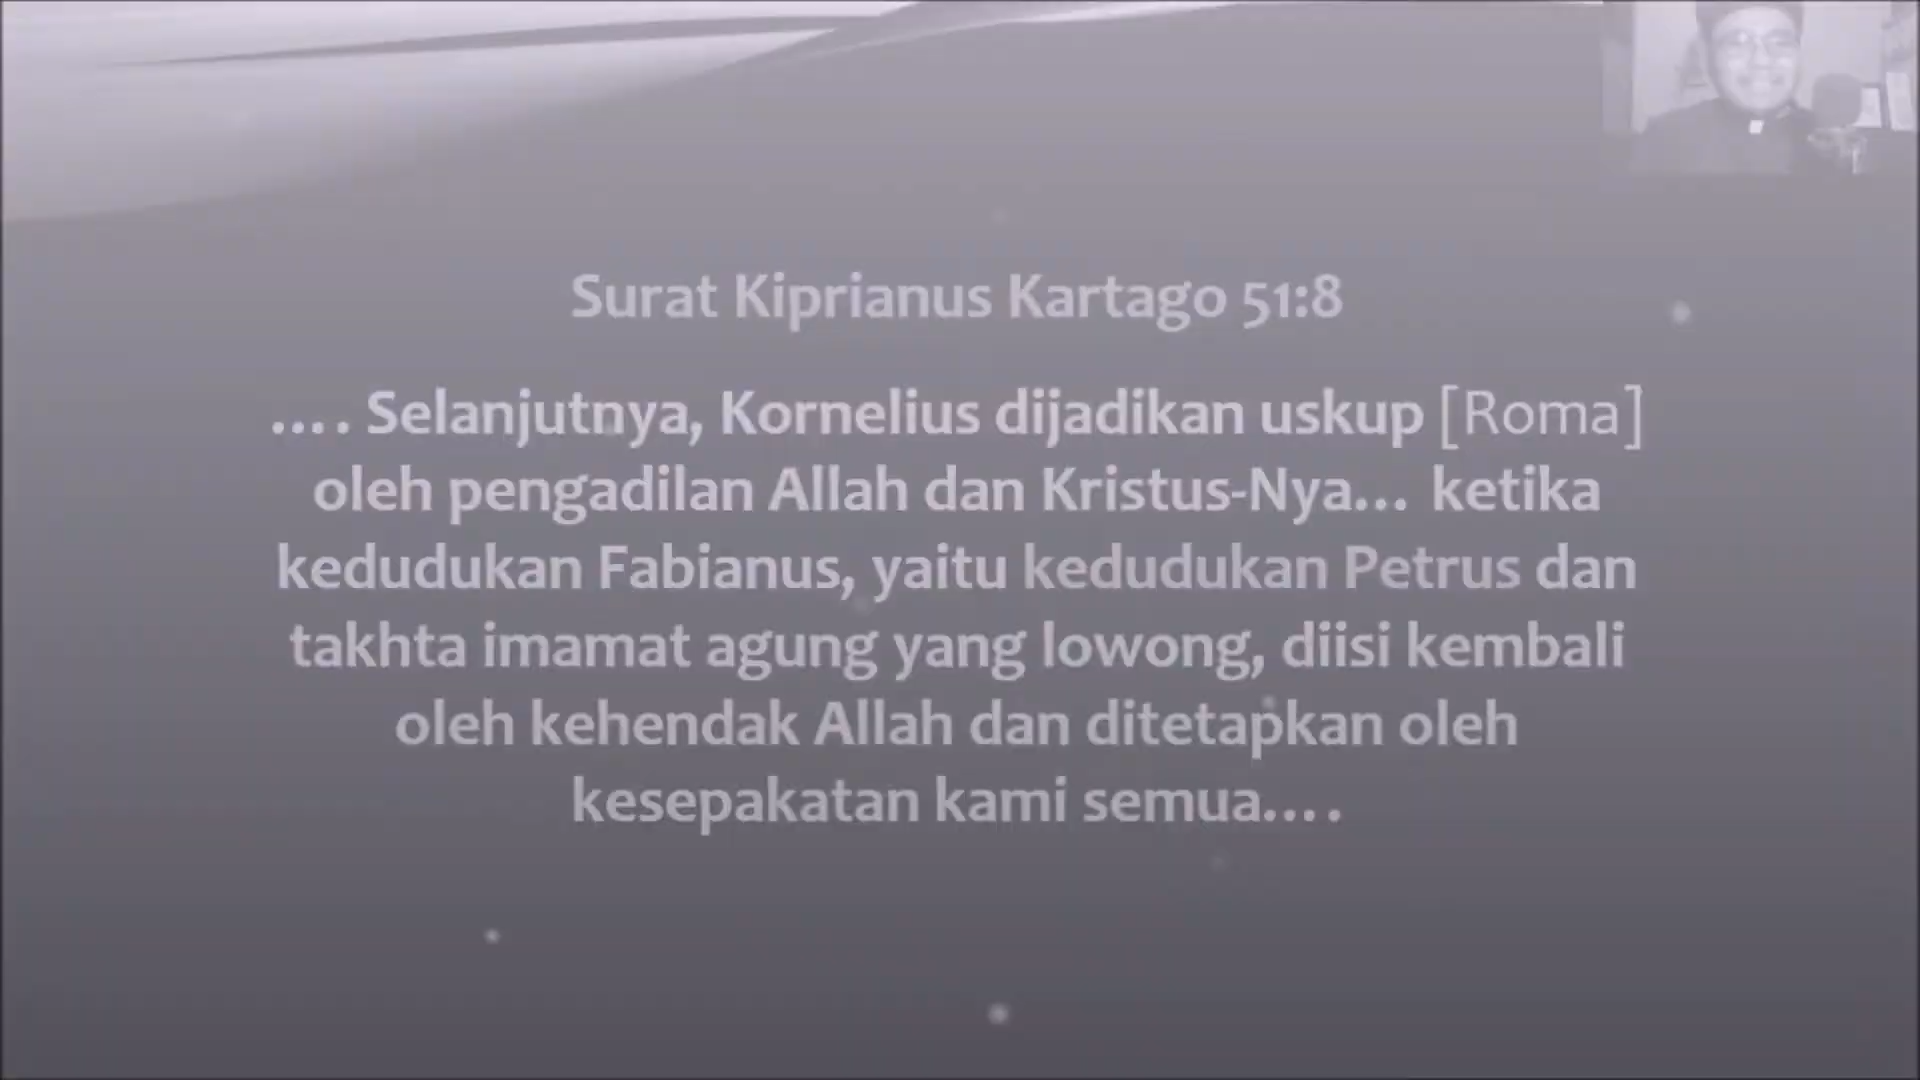 Surat Kiprianus Kartago 51:8
.... Selanjutnya, Kornelius dijadikan uskup [Roma]
oleh pengadilan Allah dan Kristus-Nya... ketika
kedudukan Fabianus, yaitu kedudukan Petrus dan
takhta imamat agung yang lowong, diisi kembali
oleh kehendak Allah dan ditetapkan oleh
kesepakatan kami semua....